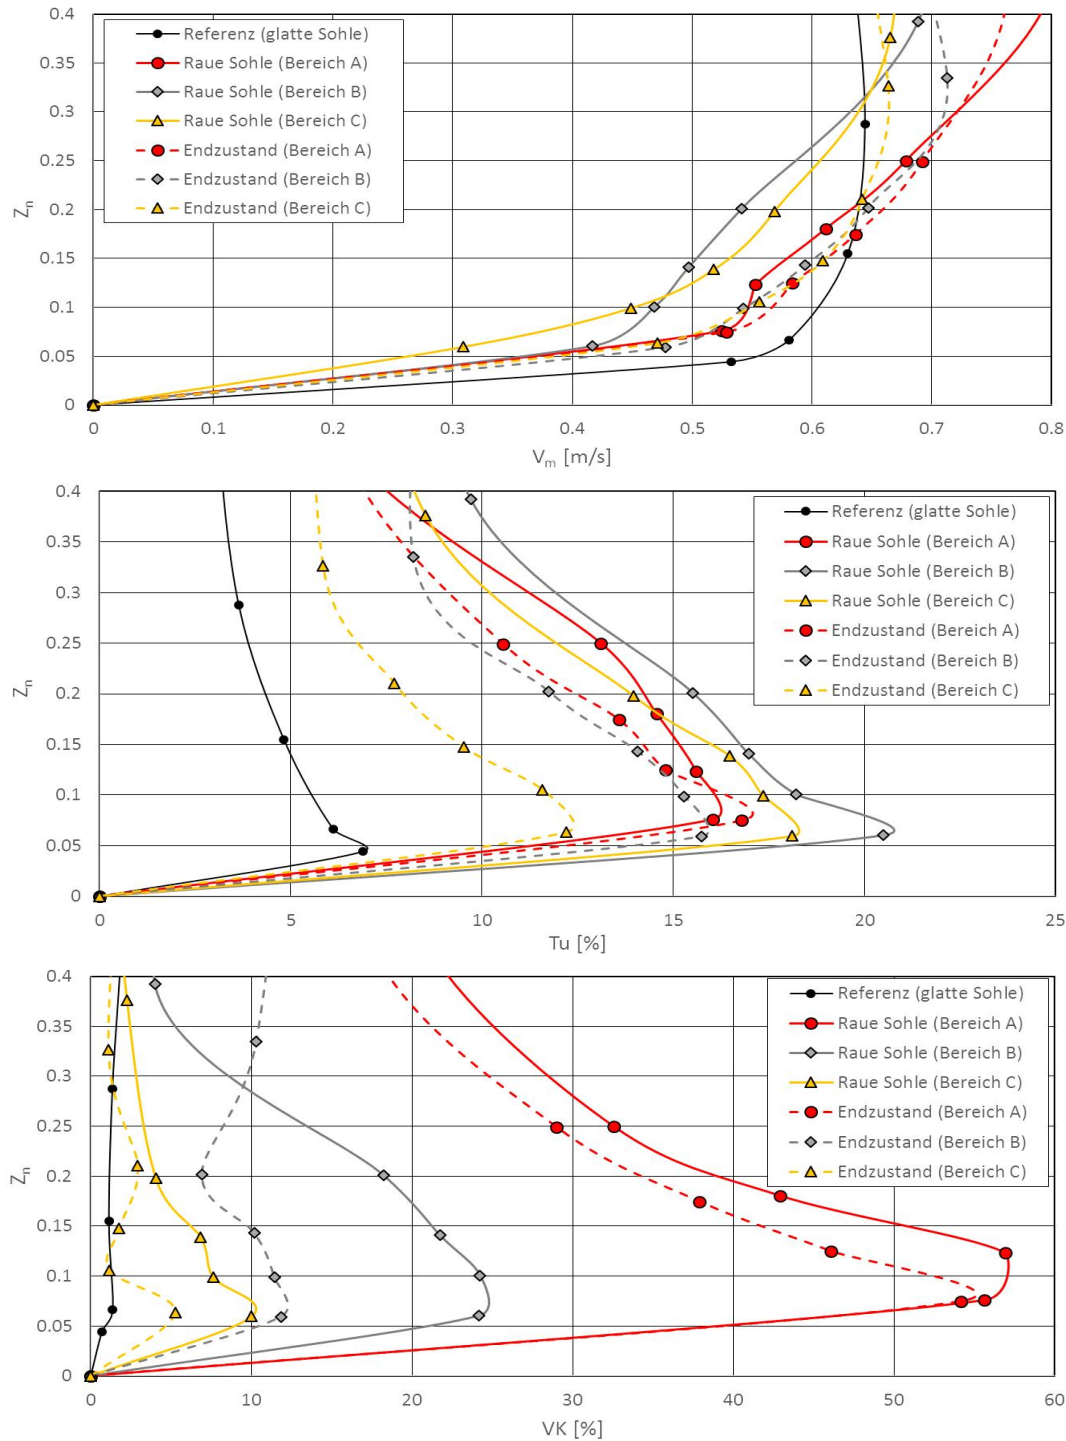 0.4
0.35
0.3
0.25
0.2
0.15
0.1
0.05
0
Zn
Referenz (glatte Sohle)
Raue Sohle (Bereich A)
Raue Sohle (Bereich B)
Raue Sohle (Bereich C)
Endzustand (Bereich A)
Endzustand (Bereich B)
Endzustand (Bereich C)
0 0.1 0.2 0.3 0.4 0.5 0.6 0.7 0.8
Vm [m/s]
0.4
0.35
0.3
0.25
0.2
0.15
0.1
0.05
0
Zn
Referenz (glatte Sohle)
Raue Sohle (Bereich A)
Raue Sohle (Bereich B)
Raue Sohle (Bereich C)
Endzustand (Bereich A)
Endzustand (Bereich B)
Endzustand (Bereich C)
0 5 10 15 20 25
Tu [%]
0.4
0.35
0.3
0.25
0.2
0.15
0.1
0.05
0
Zn
Referenz (glatte Sohle)
Raue Sohle (Bereich A)
Raue Sohle (Bereich B)
Raue Sohle (Bereich C)
Endzustand (Bereich A)
Endzustand (Bereich B)
Endzustand (Bereich C)
0 10 20 30 40 50 60
VK [%]